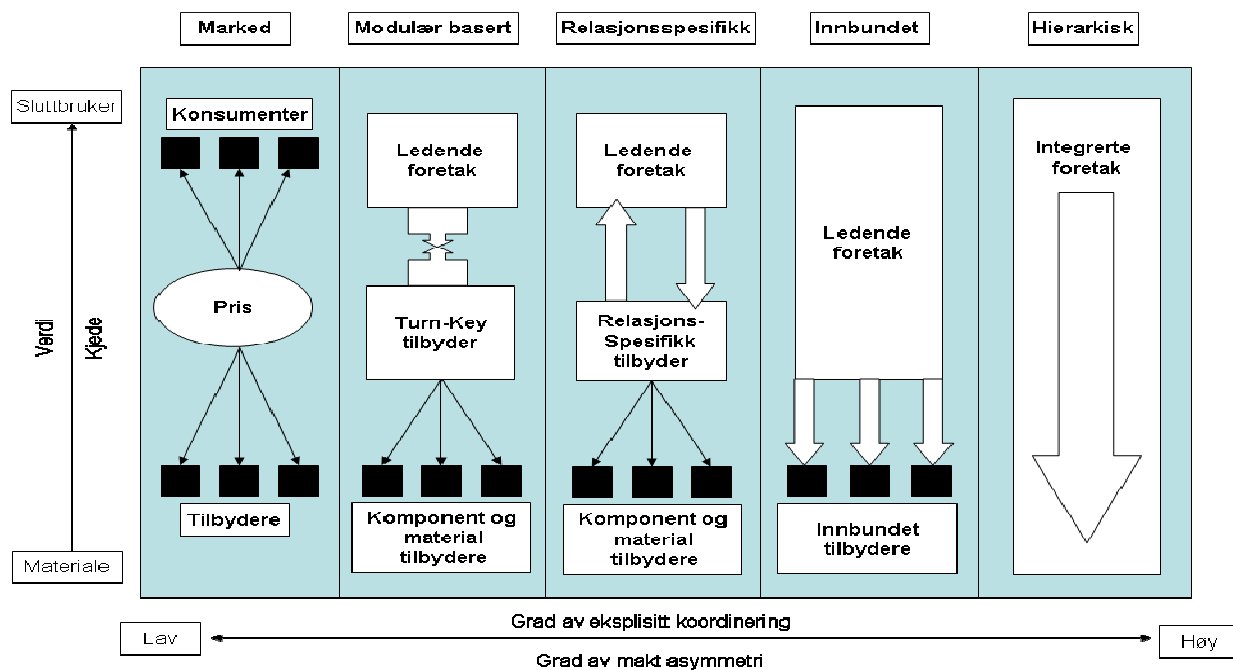 Marked
Modulær basert
Relasjonsspesifikk
Innbundet
Hierarkisk
Sluttbruker
Verdi
Kjede
Materiale
Konsumenter
Pris
Tilbydere
Ledende
foretak
Turn-Key
tilbyder
Komponent og
material
tilbydere
Ledende
foretak
Relasjons-
Spesifikk
tilbyder
Komponent og
material
tilbydere
Ledende
foretak
Innbundet
tilbydere
Integrerte
foretak
Lav
Grad av eksplisitt koordinering
Grad av makt asymmetri
Høy